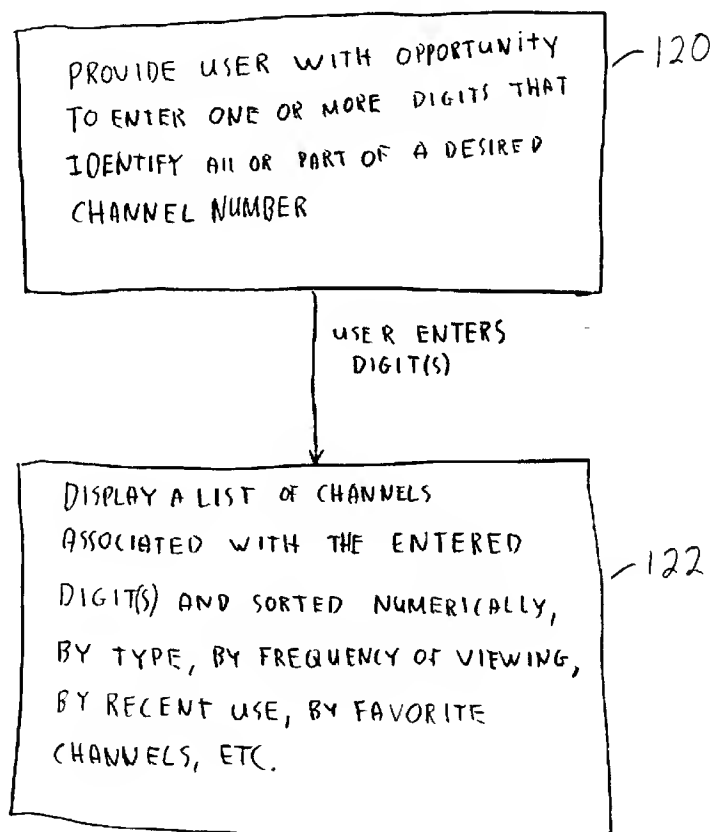 PROVIDE USER WITH OPPORTUNITY
TO ENTER ONE OR MORE DIGITS THAT
IDENTIFY All OR PART OF A DESIRED
CHANNEL NUMBER
120
USER ENTERS
DIGIT(S)
DISPLAY A LIST OF CHANNELS
ASSOCIATED WITH THE ENTERED
DIGIT(S) AND SORTED NUMERICALLY,
BY TYPE, BY FREQUENCY OF VIEWING,
BY RECENT USE, BY FAVORITE
CHANNELS, ETC.
122